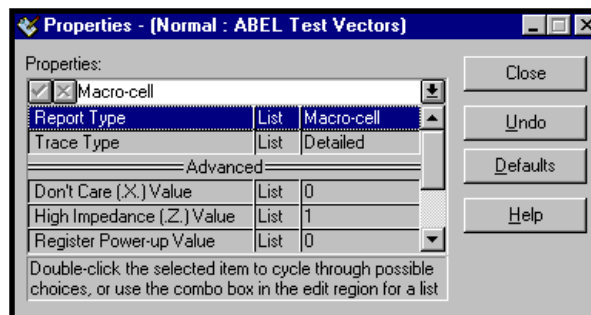 Properties - (Normal : ABEL Test Vectors)
Properties:
Macro-cell
Report Type List Macro-cell
Trace Type List Detailed
Advanced
Don't Care (.X.) Value List 0
High Impedance (.Z.) Value List 1
Register Power-up Value List 0
Double-click the selected item to cycle through possible
choices, or use the combo box in the edit region for a list
Close
Undo
Defaults
Help